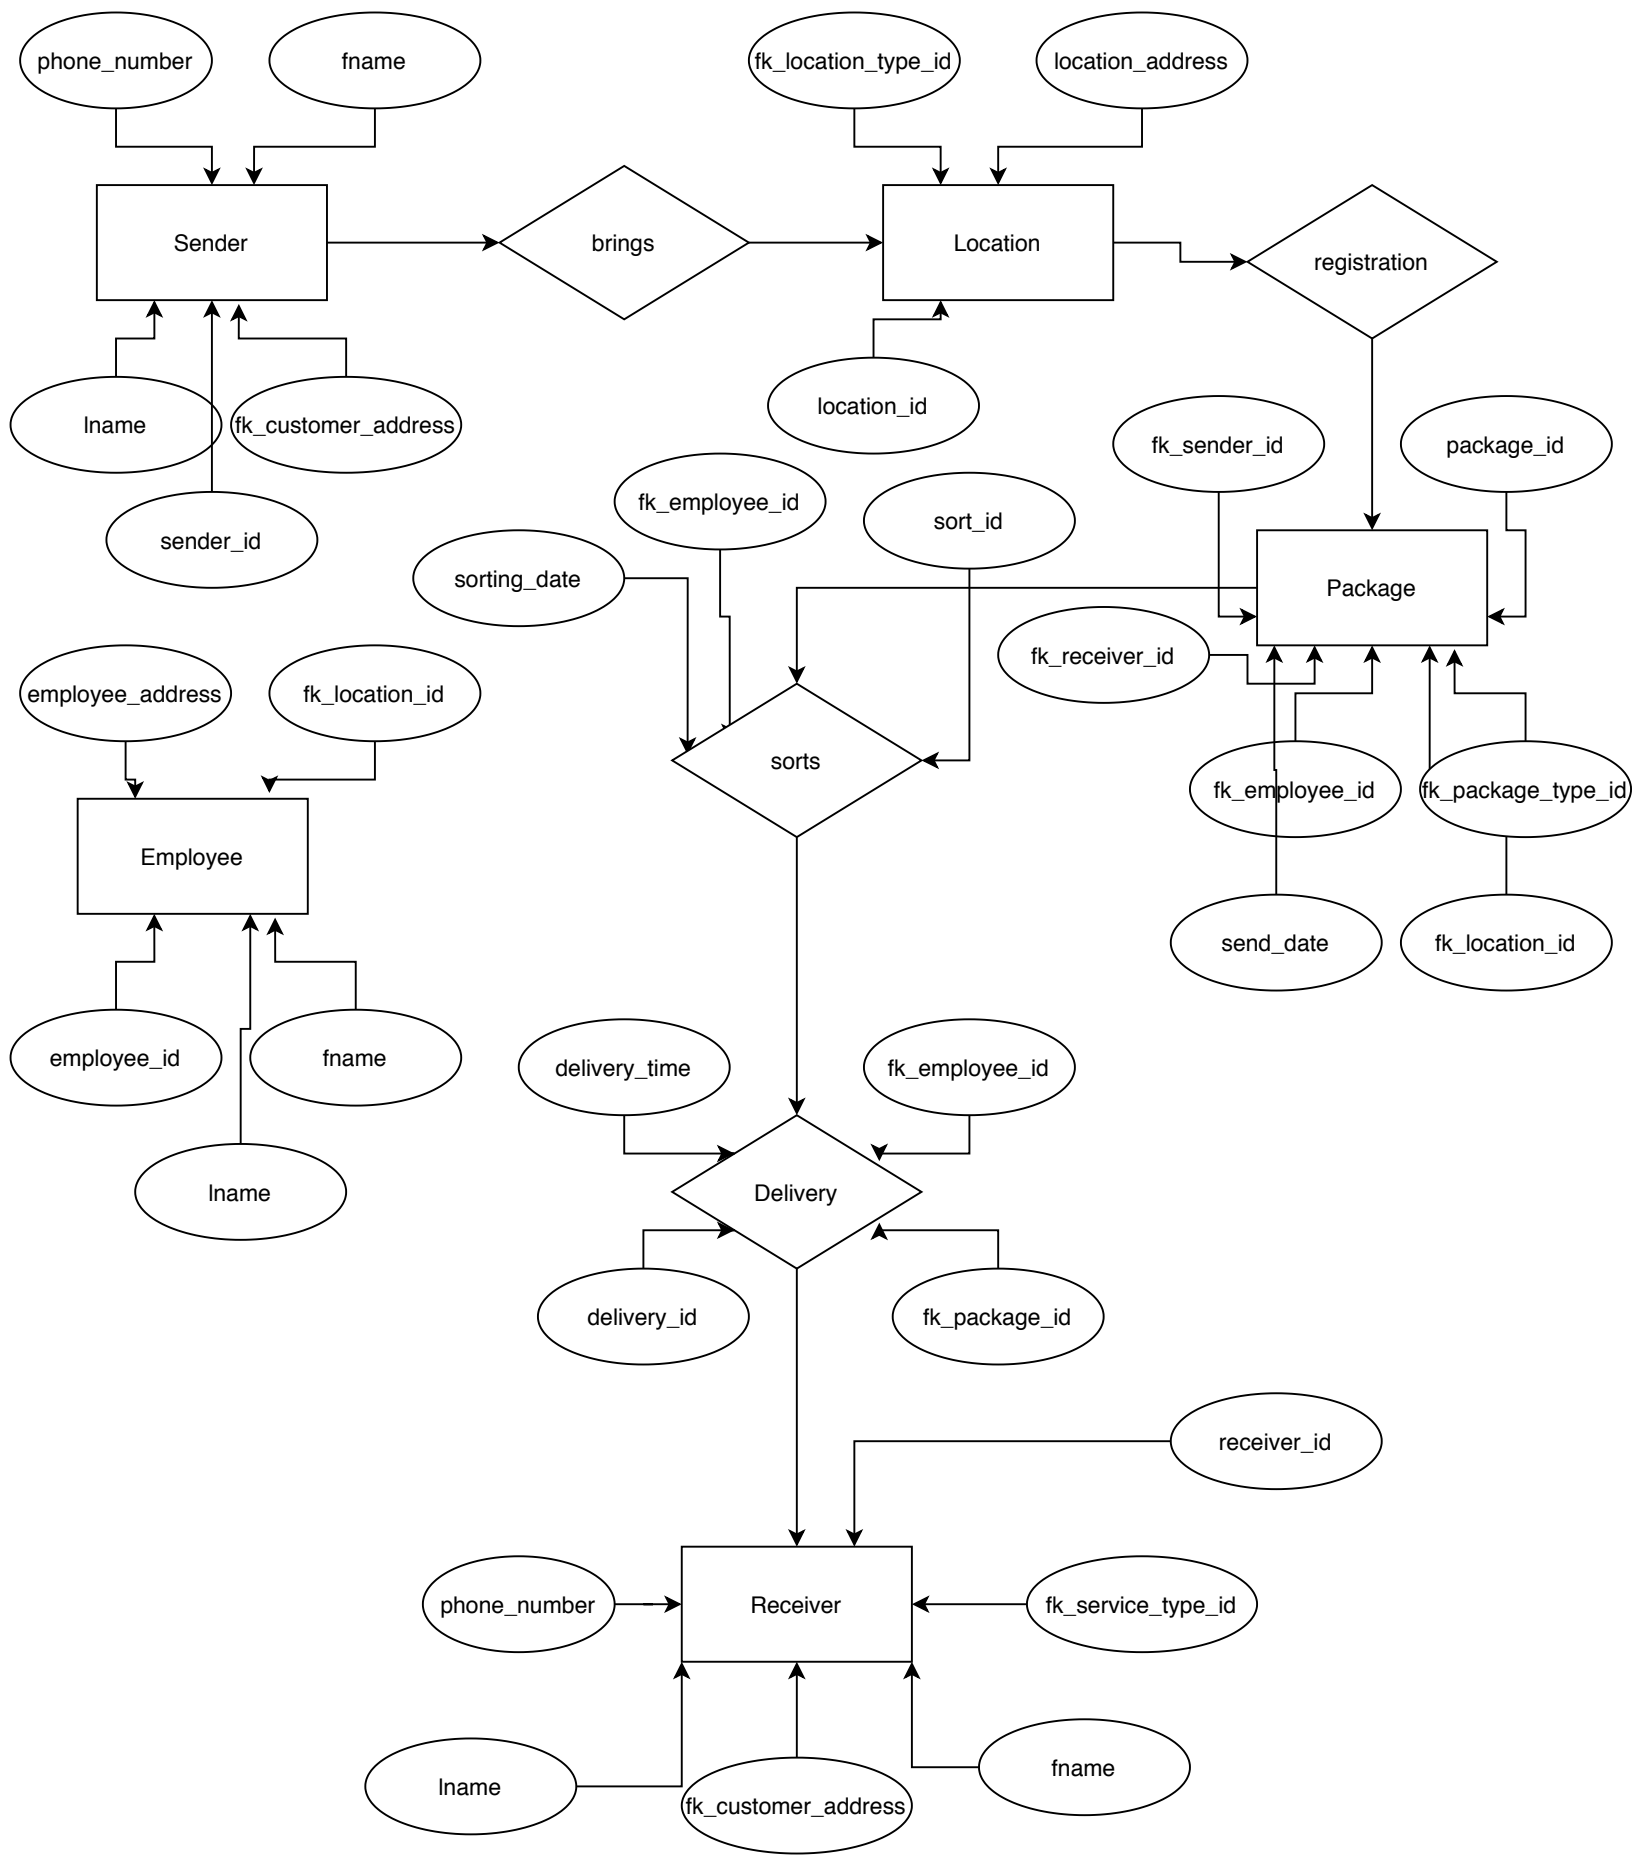 phone_number
fname
fk_location_type_id
location_address
Sender
brings
Location
registration
lname
fk_customer_address
location_id
fk_sender_id
package_id
fk_employee_id
sort_id
sender_id
sorting_date
Package
fk_receiver_id
employee_address
fk_location_id
sorts
fk_employee_id
fk_package_type_id
Employee
send_date
fk_location_id
employee_id
fname
delivery_time
fk_employee_id
lname
Delivery
delivery_id
fk_package_id
receiver_id
phone_number
Receiver
fk_service_type_id
lname
fk_customer_address
fname